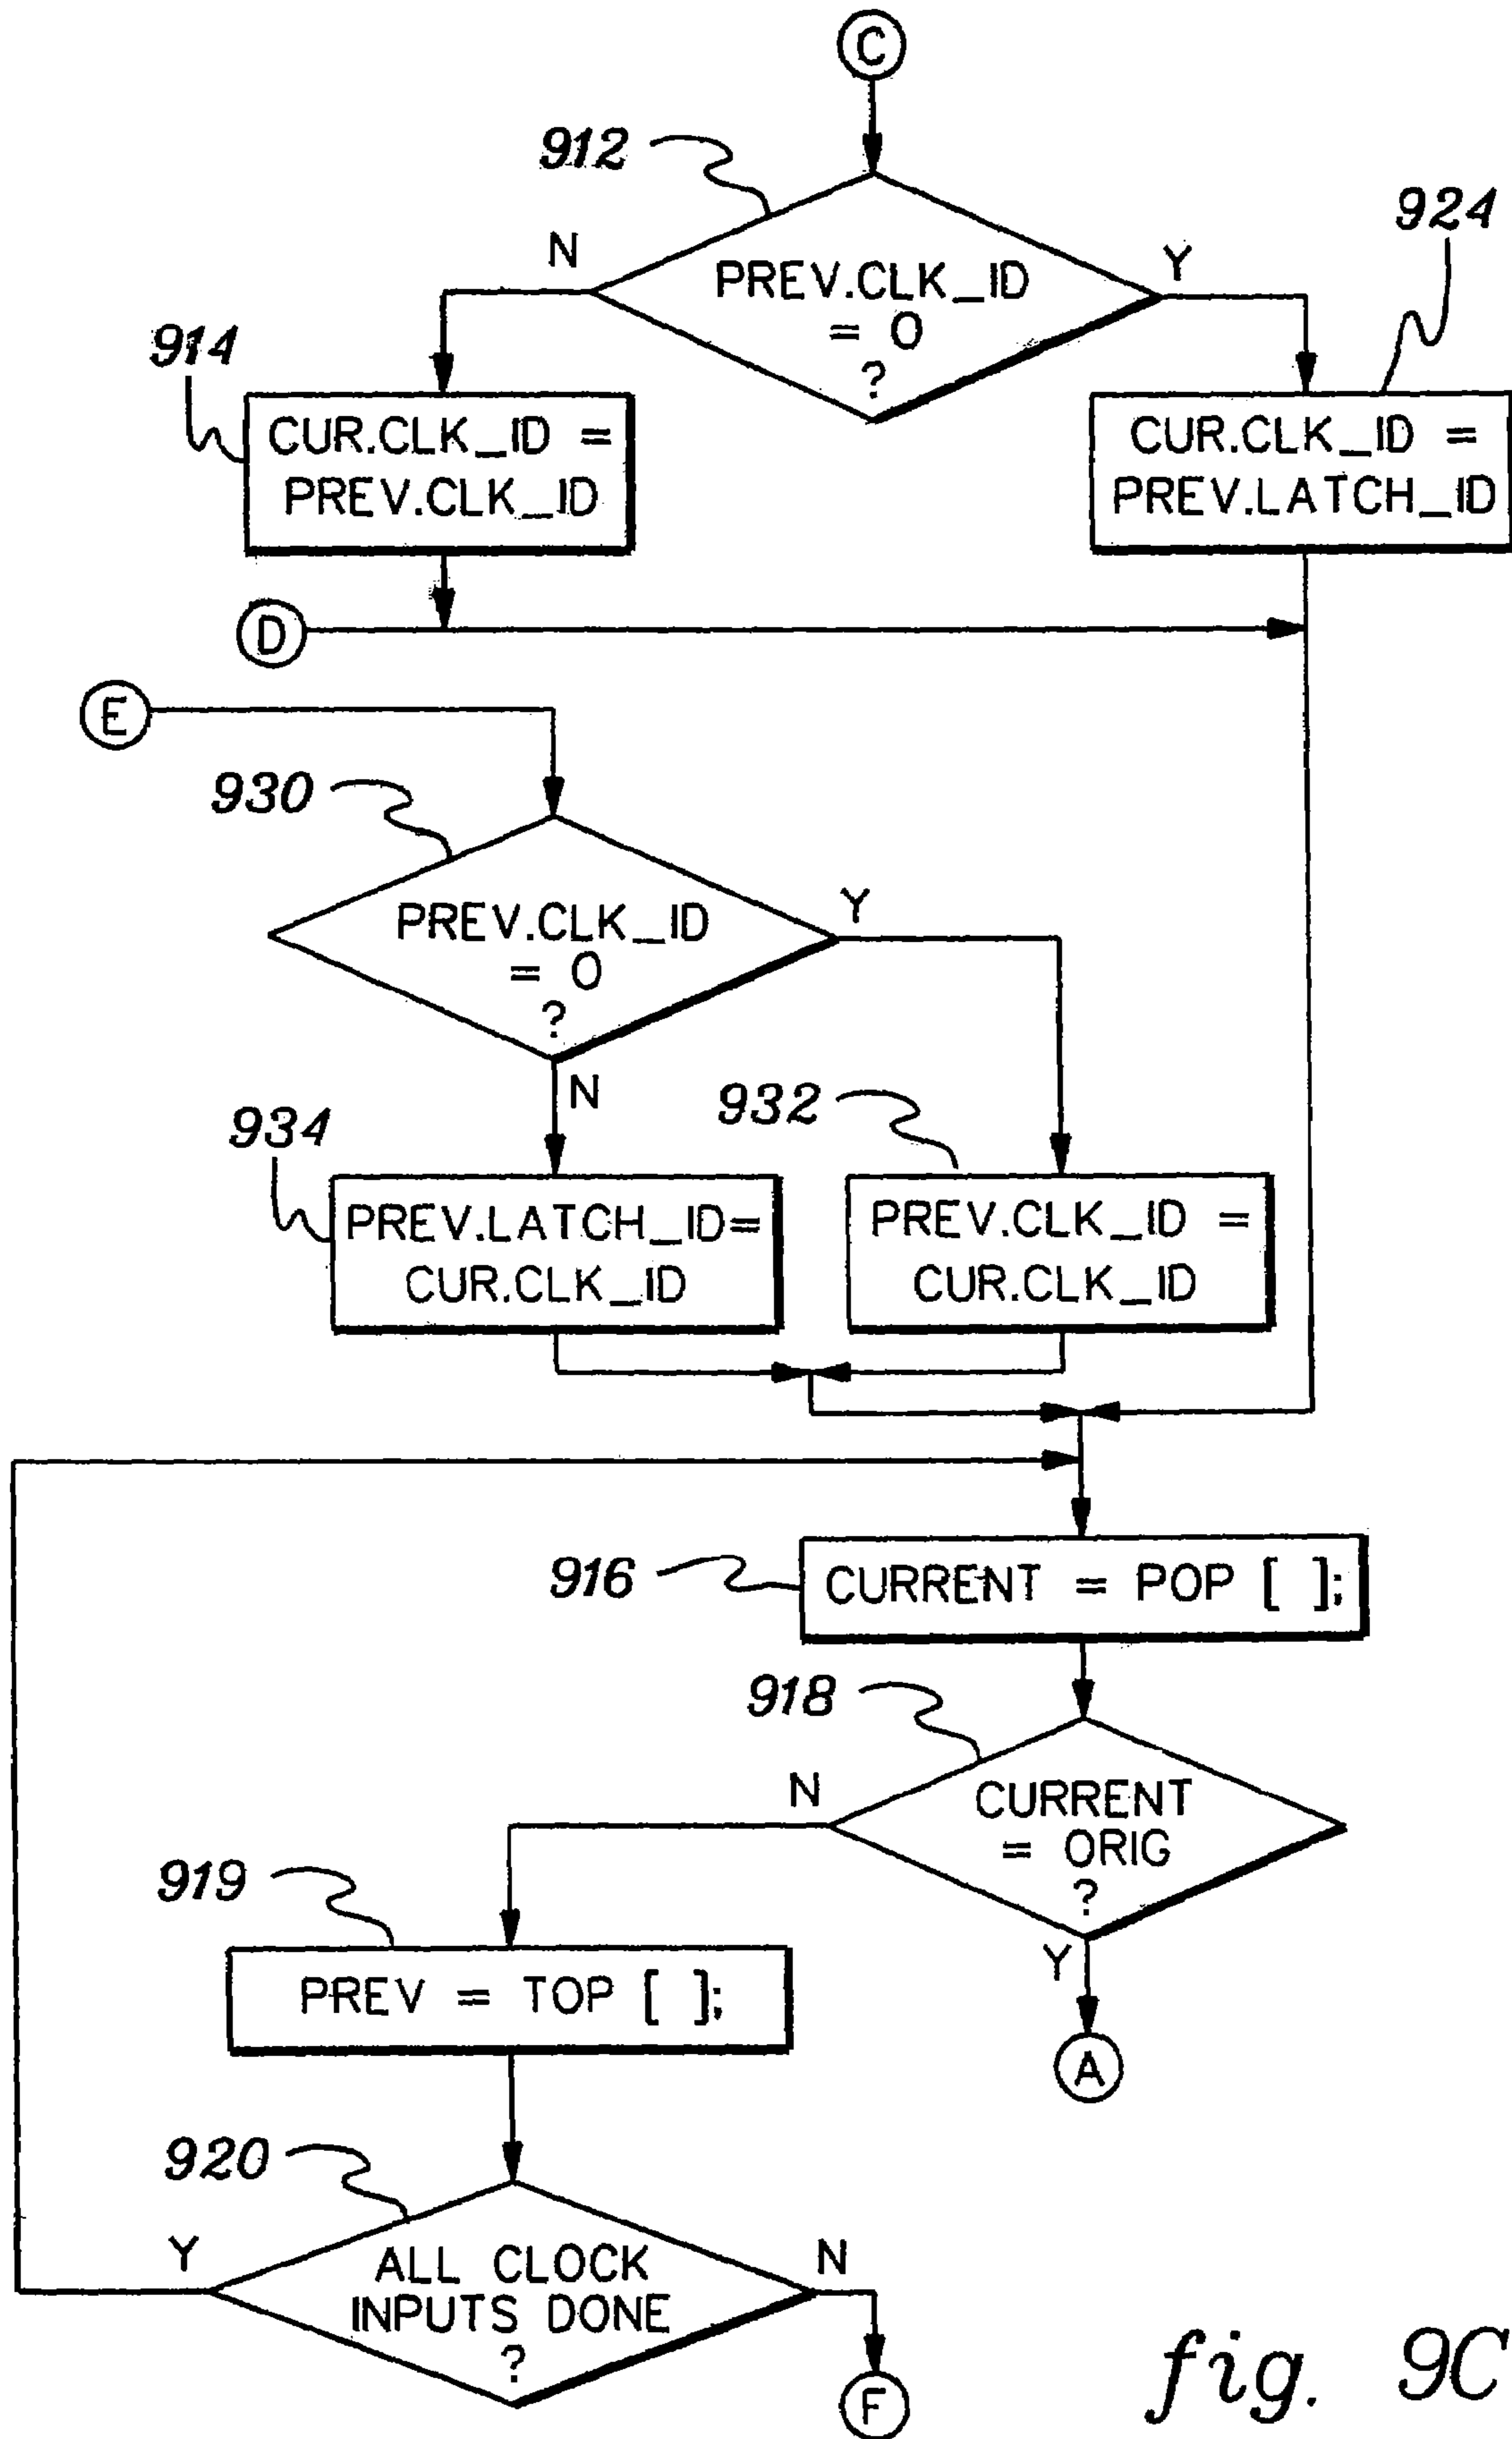 C
912
924
N
Y
PREV.CLK_ID
= 0
?
914
CUR.CLK_ID =
PREV.CLK_ID
CUR.CLK_ID =
PREV.LATCH_ID
D
E
930
PREV.CLK_ID
= 0
?
Y
N
934
932
PREV.LATCH_ID=
CUR.CLK_ID
PREV.CLK_ID =
CUR.CLK_ID
916
CURRENT = POP [ ];
918
N
CURRENT
= ORIG
?
Y
919
PREV = TOP [ ];
A
920
Y
ALL CLOCK
INPUTS DONE
?
N
F
fig. 9C